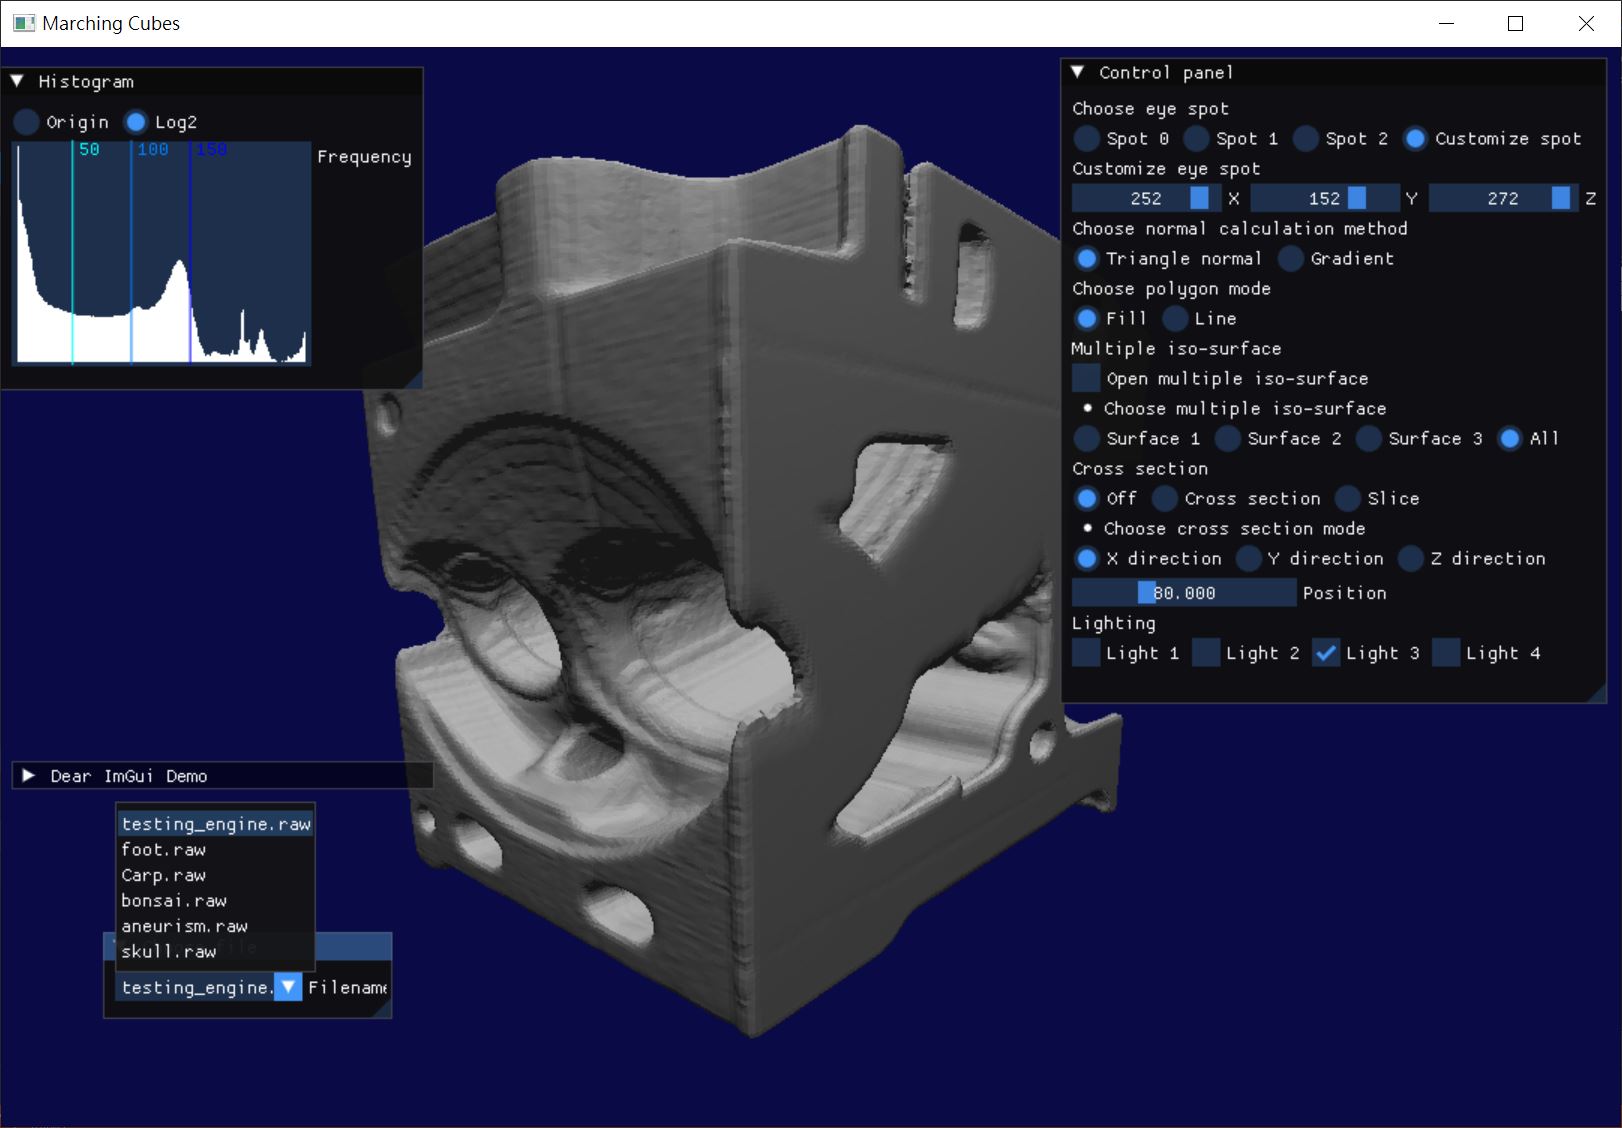 Marching Cubes
Histogram
Origin Log2
50 100 150
Frequency
Control panel
Choose eye spot
Spot 0 Spot 1 Spot 2 Customize spot
Customize eye spot
252 X 152 Y 272 Z
Choose normal calculation method
Triangle normal Gradient
Choose polygon mode
Fill Line
Multiple iso-surface
Open multiple iso-surface
Choose multiple iso-surface
Surface 1 Surface 2 Surface 3 All
Cross section
Off Cross section Slice
Choose cross section mode
X direction Y direction Z direction
80.000 Position
Lighting
Light 1 Light 2 Light 3 Light 4
Dear ImGui Demo
testing_engine.raw
foot.raw
Carp.raw
bonsai.raw
aneurism.raw
skull.raw
testing_engine. Filename